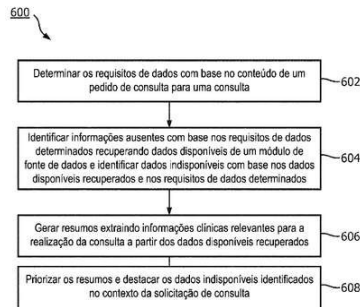 600
Determinar os requisitos de dados com base no conteúdo de um
pedido de consulta para uma consulta
602
Identificar informações ausentes com base nos requisitos de dados
determinados recuperando dados disponíveis de um módulo de
fonte de dados e identificar dados indisponíveis com base nos dados
disponíveis recuperados e nos requisitos de dados determinados
604
Gerar resumos extraindo informações clínicas relevantes para a
realização da consulta a partir dos dados disponíveis recuperados
606
Priorizar os resumos e destacar os dados indisponíveis identificados
no contexto da solicitação de consulta
608